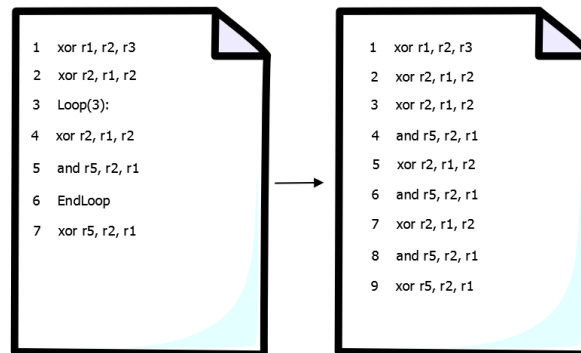 1 xor r1, r2, r3
2 xor r2, r1, r2
3 Loop(3):
4 xor r2, r1, r2
5 and r5, r2, r1
6 EndLoop
7 xor r5, r2, r1
1 xor r1, r2, r3
2 xor r2, r1, r2
3 xor r2, r1, r2
4 and r5, r2, r1
5 xor r2, r1, r2
6 and r5, r2, r1
7 xor r2, r1, r2
8 and r5, r2, r1
9 xor r5, r2, r1